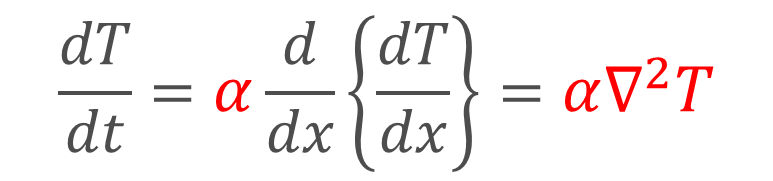 dT/dt = α d/dx {dT/dx} = α∇²T